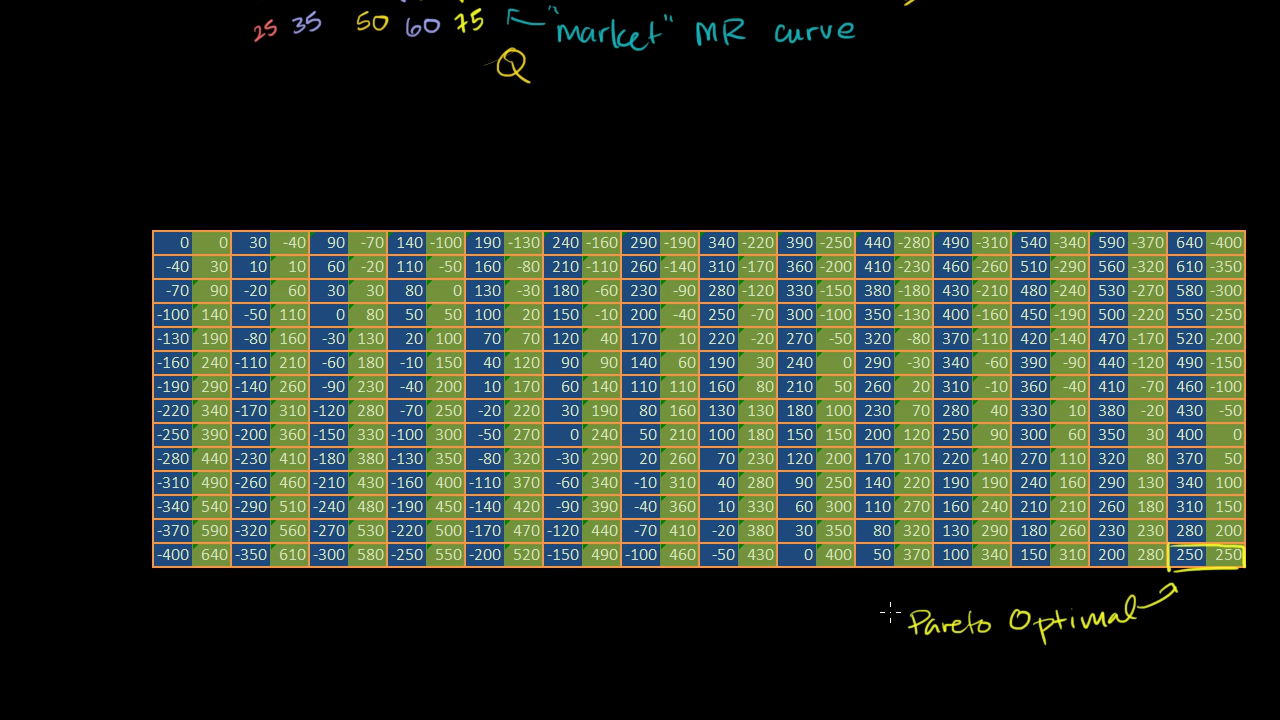 25 35 50 60 75 "market" MR curve
Q
0 0 30 -40 90 -70 140 -100 190 -130 240 -160 290 -190 340 -220 390 -250 440 -280 490 -310 540 -340 590 -370 640 -400
-40 30 10 10 60 -20 110 -50 160 -80 210 -110 260 -140 310 -170 360 -200 410 -230 460 -260 510 -290 560 -320 610 -350
-70 90 -20 60 30 30 80 0 130 -30 180 -60 230 -90 280 -120 330 -150 380 -180 430 -210 480 -240 530 -270 580 -300
-100 140 -50 110 0 80 50 50 100 20 150 -10 200 -40 250 -70 300 -100 350 -130 400 -160 450 -190 500 -220 550 -250
-130 190 -80 160 -30 130 20 100 70 70 120 40 170 10 220 -20 270 -50 320 -80 370 -110 420 -140 470 -170 520 -200
-160 240 -110 210 -60 180 -10 150 40 120 90 90 140 60 190 30 240 0 290 -30 340 -60 390 -90 440 -120 490 -150
-190 290 -140 260 -90 230 -40 200 10 170 60 140 110 110 160 80 210 50 260 20 310 -10 360 -40 410 -70 460 -100
-220 340 -170 310 -120 280 -70 250 -20 220 30 190 80 160 130 130 180 100 230 70 280 40 330 10 380 -20 430 -50
-250 390 -200 360 -150 330 -100 300 -50 270 0 240 50 210 100 180 150 150 200 120 250 90 300 60 350 30 400 0
-280 440 -230 410 -180 380 -130 350 -80 320 -30 290 20 260 70 230 120 200 170 170 220 140 270 110 320 80 370 50
-310 490 -260 460 -210 430 -160 400 -110 370 -60 340 -10 310 40 280 90 250 140 220 190 190 240 160 290 130 340 100
-340 540 -290 510 -240 480 -190 450 -140 420 -90 390 -40 360 10 330 60 300 110 270 160 240 210 210 260 180 310 150
-370 590 -320 560 -270 530 -220 500 -170 470 -120 440 -70 410 -20 380 30 350 80 320 130 290 180 260 230 230 280 200
-400 640 -350 610 -300 580 -250 550 -200 520 -150 490 -100 460 -50 430 0 400 50 370 100 340 150 310 200 280 250 250
Pareto Optimal